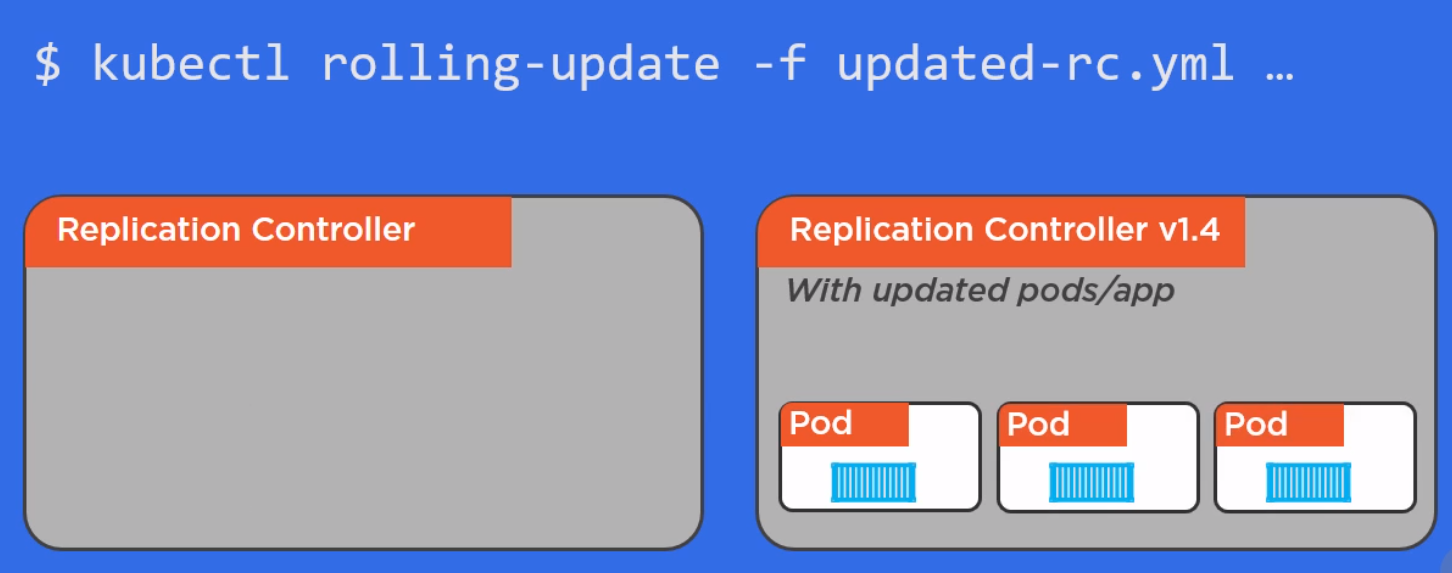 $ kubectl rolling-update -f updated-rc.yml …
Replication Controller
Replication Controller v1.4
With updated pods/app
Pod
Pod
Pod